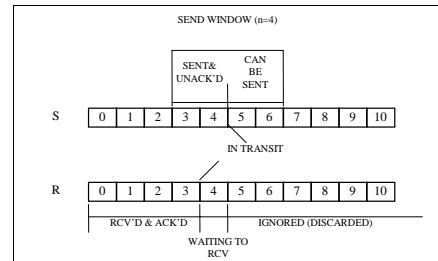 SEND WINDOW (n=4)
SENT&
UNACK'D
CAN
BE
SENT
S 0 1 2 3 4 5 6 7 8 9 10
IN TRANSIT
R 0 1 2 3 4 5 6 7 8 9 10
RCV'D & ACK'D
IGNORED (DISCARDED)
WAITING TO
RCV